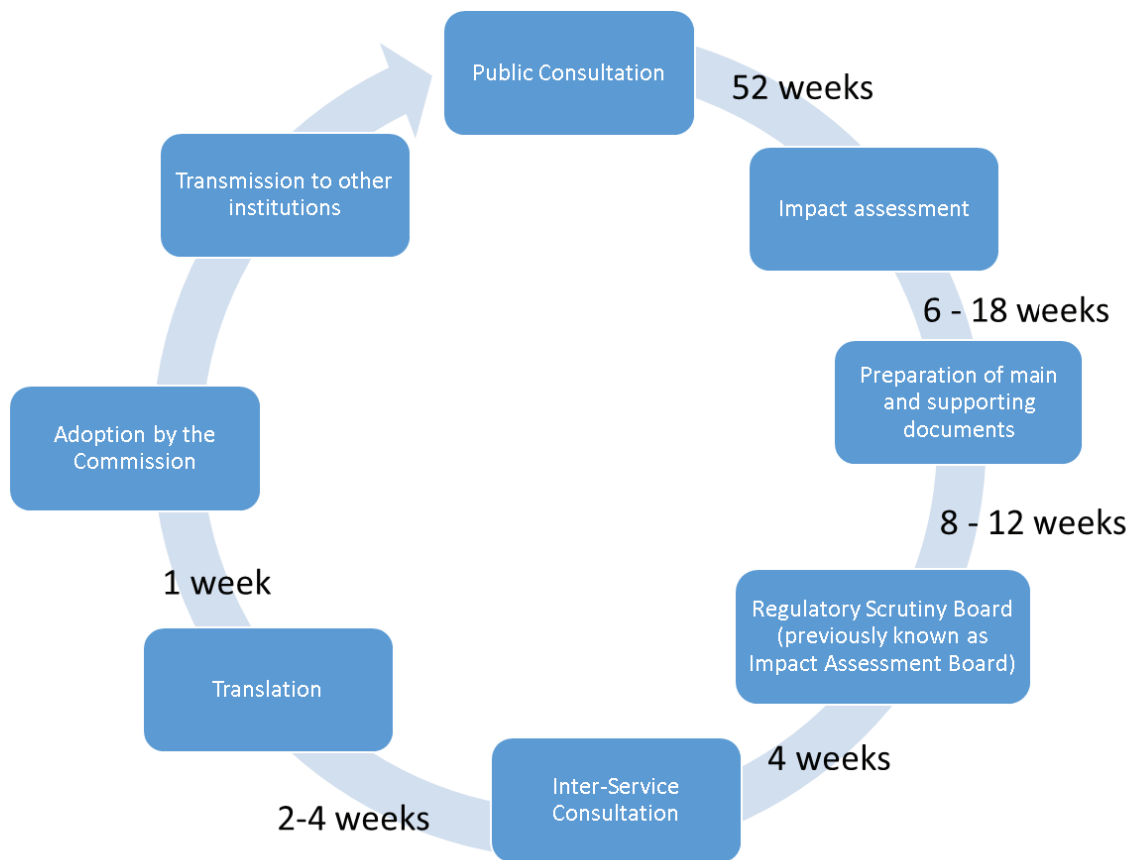 Public Consultation
52 weeks
Impact assessment
6 - 18 weeks
Preparation of main
and supporting
documents
8 - 12 weeks
Regulatory Scrutiny Board
(previously known as
Impact Assessment Board)
4 weeks
Inter-Service
Consultation
2-4 weeks
Translation
1 week
Adoption by the
Commission
Transmission to other
institutions